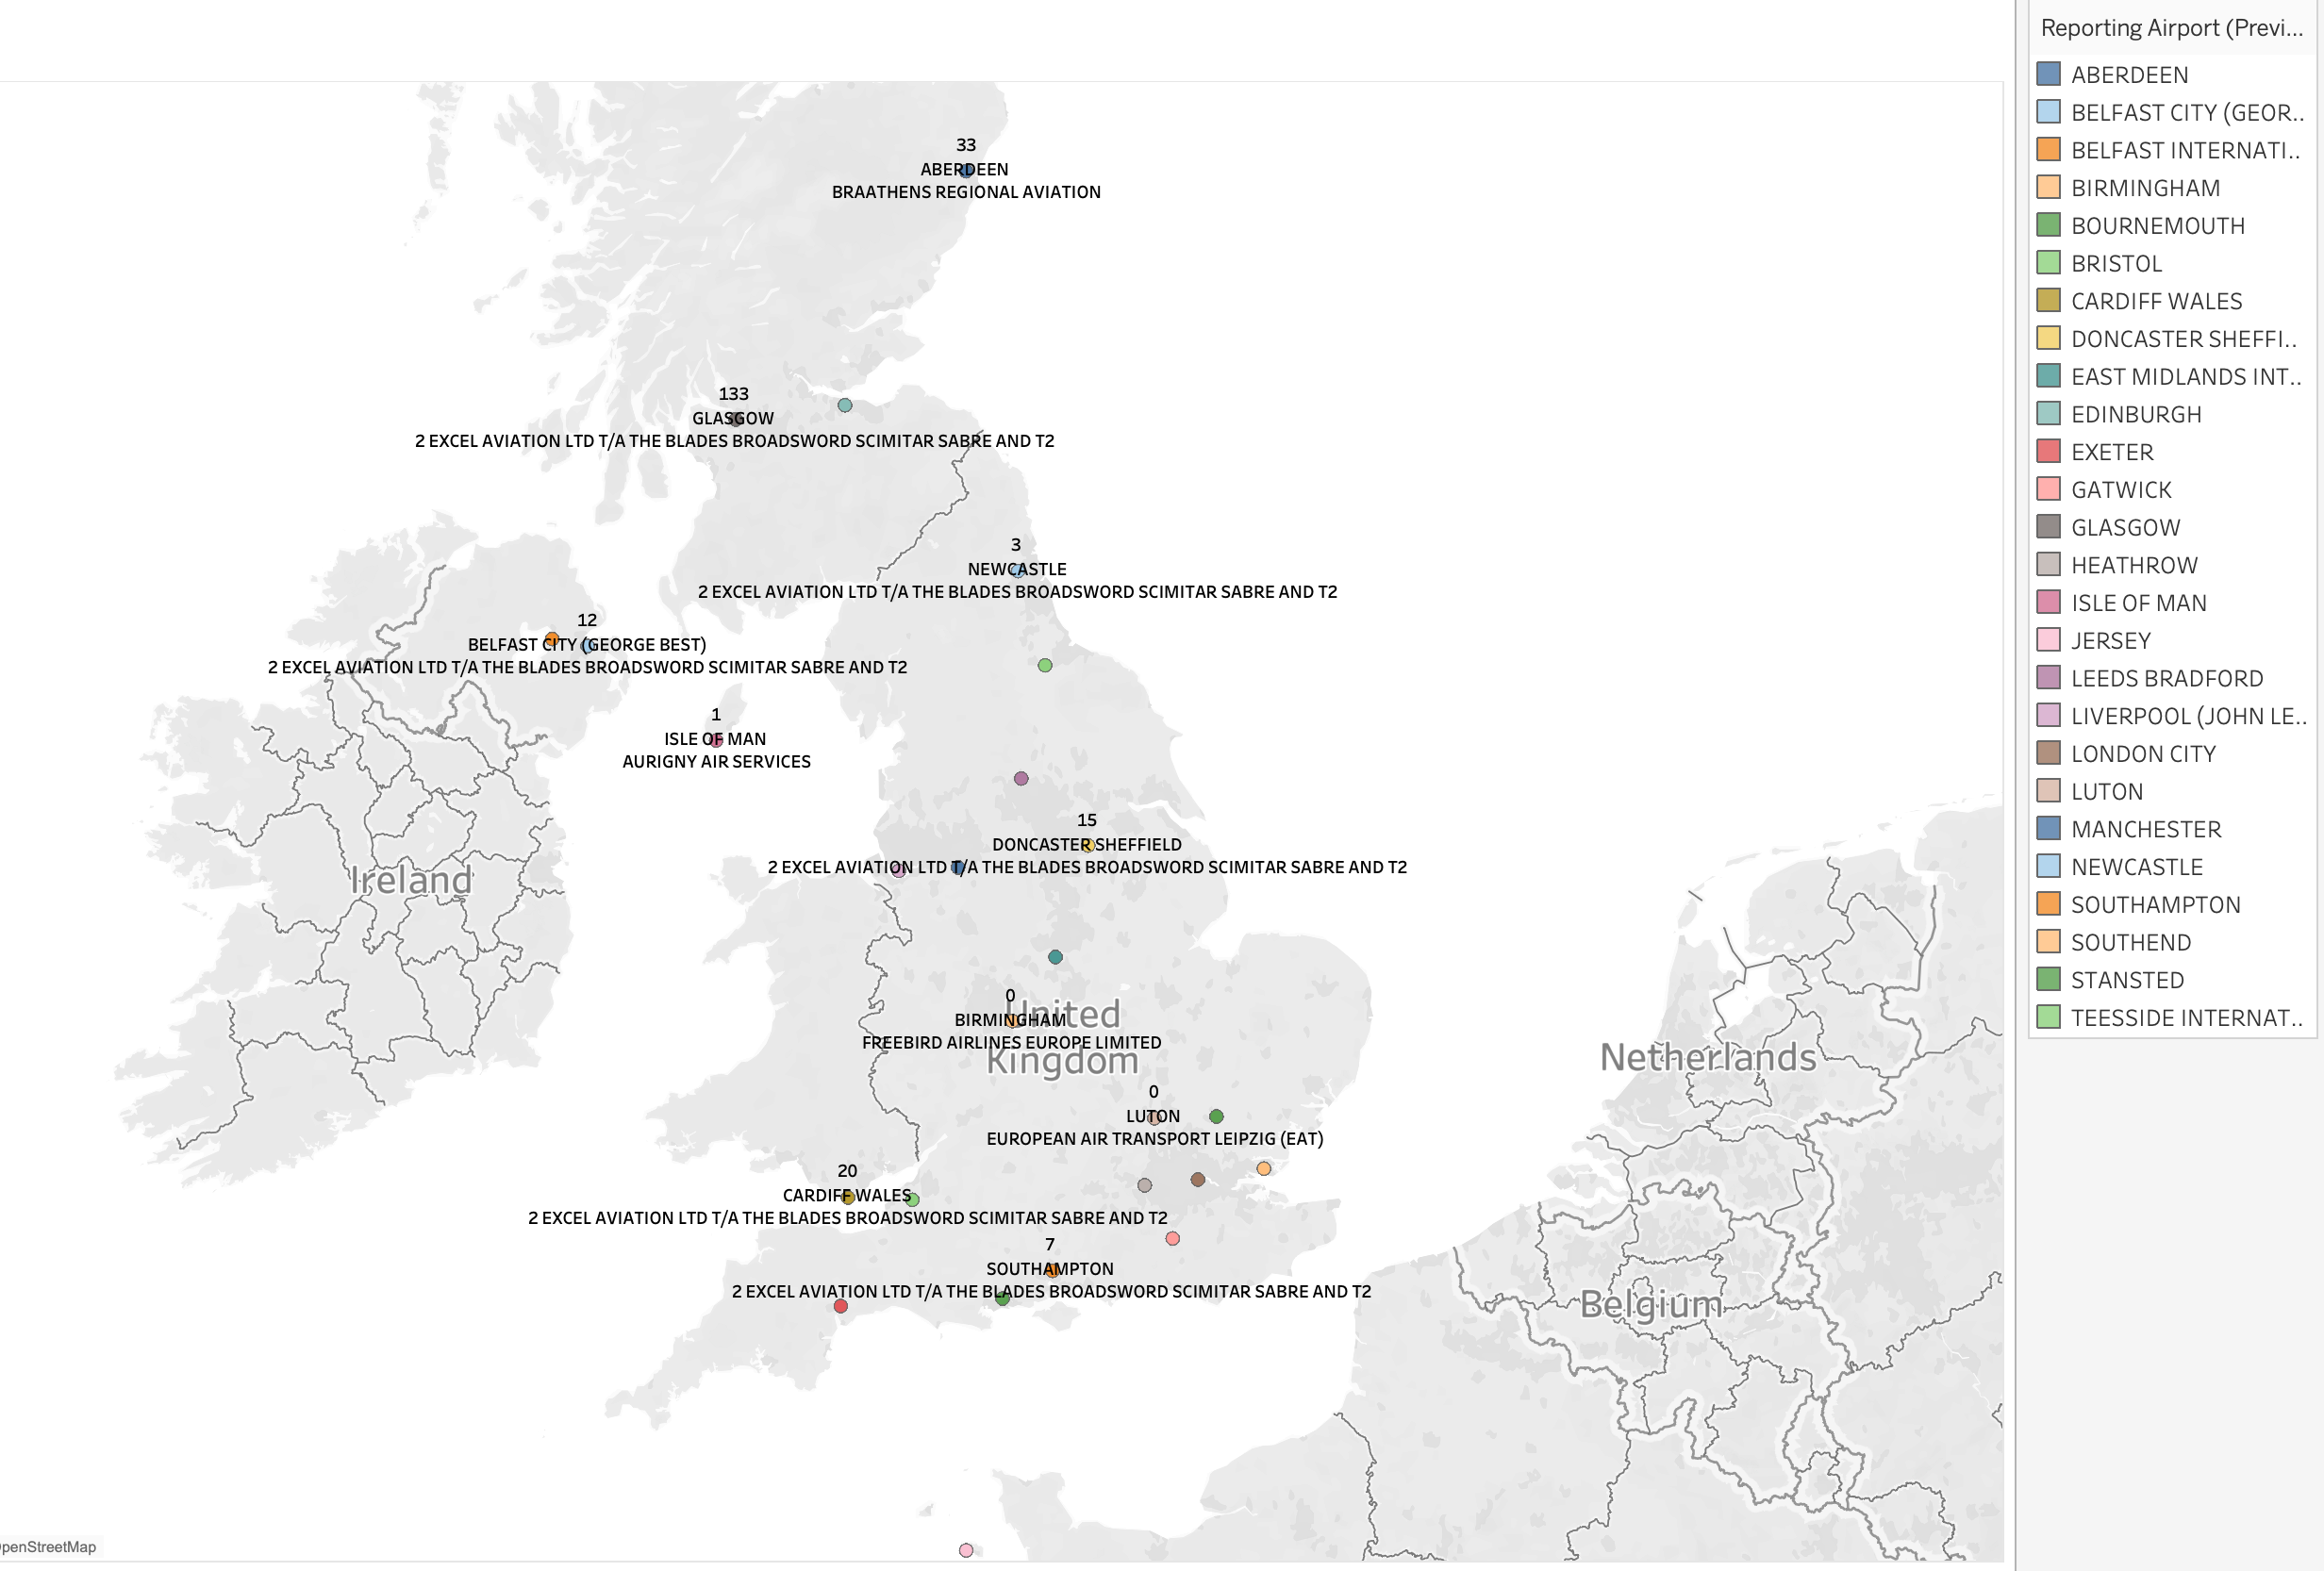 33
ABERDEEN
BRAATHENS REGIONAL AVIATION
133
GLASGOW
2 EXCEL AVIATION LTD T/A THE BLADES BROADSWORD SCIMITAR SABRE AND T2
3
NEWCASTLE
2 EXCEL AVIATION LTD T/A THE BLADES BROADSWORD SCIMITAR SABRE AND T2
12
BELFAST CITY (GEORGE BEST)
2 EXCEL AVIATION LTD T/A THE BLADES BROADSWORD SCIMITAR SABRE AND T2
1
ISLE OF MAN
AURIGNY AIR SERVICES
15
DONCASTER SHEFFIELD
2 EXCEL AVIATION LTD T/A THE BLADES BROADSWORD SCIMITAR SABRE AND T2
Ireland
0
United
BIRMINGHAM
FREEBIRD AIRLINES EUROPE LIMITED
Kingdom
Netherlands
0
LUTON
EUROPEAN AIR TRANSPORT LEIPZIG (EAT)
20
CARDIFF WALES
2 EXCEL AVIATION LTD T/A THE BLADES BROADSWORD SCIMITAR SABRE AND T2
7
SOUTHAMPTON
2 EXCEL AVIATION LTD T/A THE BLADES BROADSWORD SCIMITAR SABRE AND T2
Belgium
penStreetMap
Reporting Airport (Previ...
ABERDEEN
BELFAST CITY (GEOR..
BELFAST INTERNATI..
BIRMINGHAM
BOURNEMOUTH
BRISTOL
CARDIFF WALES
DONCASTER SHEFFI..
EAST MIDLANDS INT..
EDINBURGH
EXETER
GATWICK
GLASGOW
HEATHROW
ISLE OF MAN
JERSEY
LEEDS BRADFORD
LIVERPOOL (JOHN LE..
LONDON CITY
LUTON
MANCHESTER
NEWCASTLE
SOUTHAMPTON
SOUTHEND
STANSTED
TEESSIDE INTERNAT..